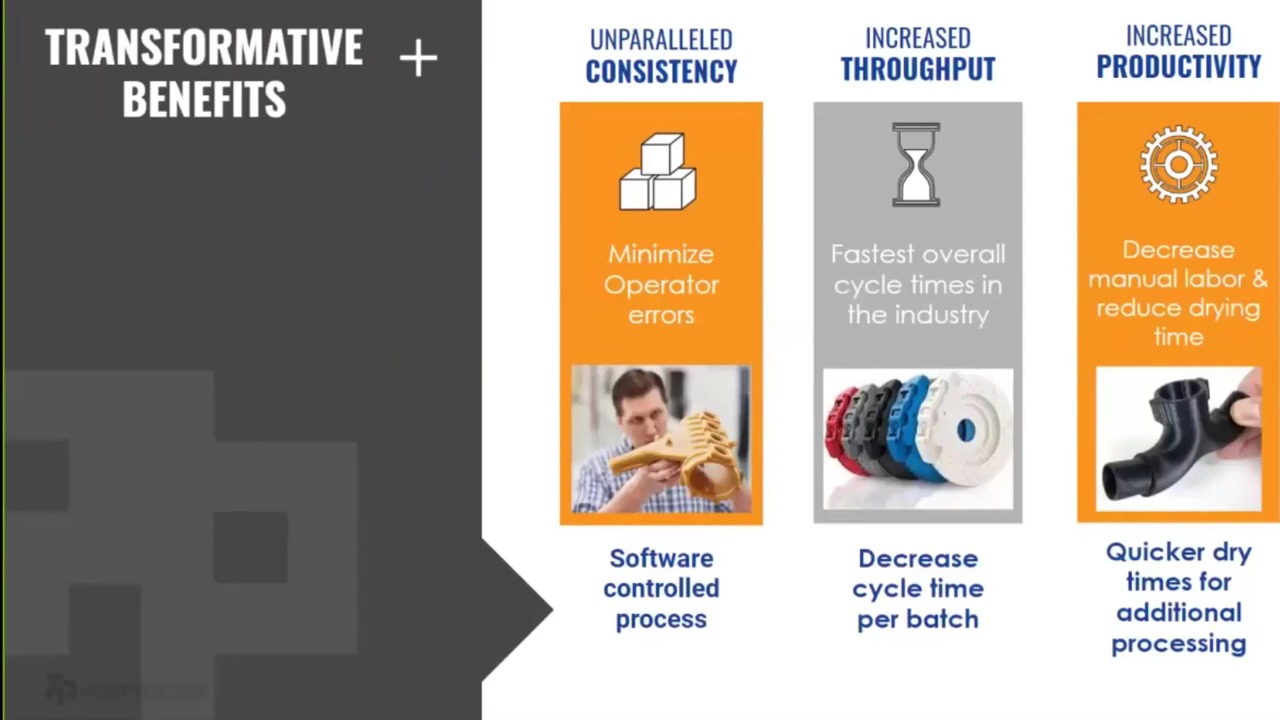 TRANSFORMATIVE
BENEFITS
+
UNPARALLELED
CONSISTENCY
Minimize
Operator
errors
Software
controlled
process
INCREASED
THROUGHPUT
Fastest overall
cycle times in
the industry
Decrease
cycle time
per batch
INCREASED
PRODUCTIVITY
Decrease
manual labor &
reduce drying
time
Quicker dry
times for
additional
processing